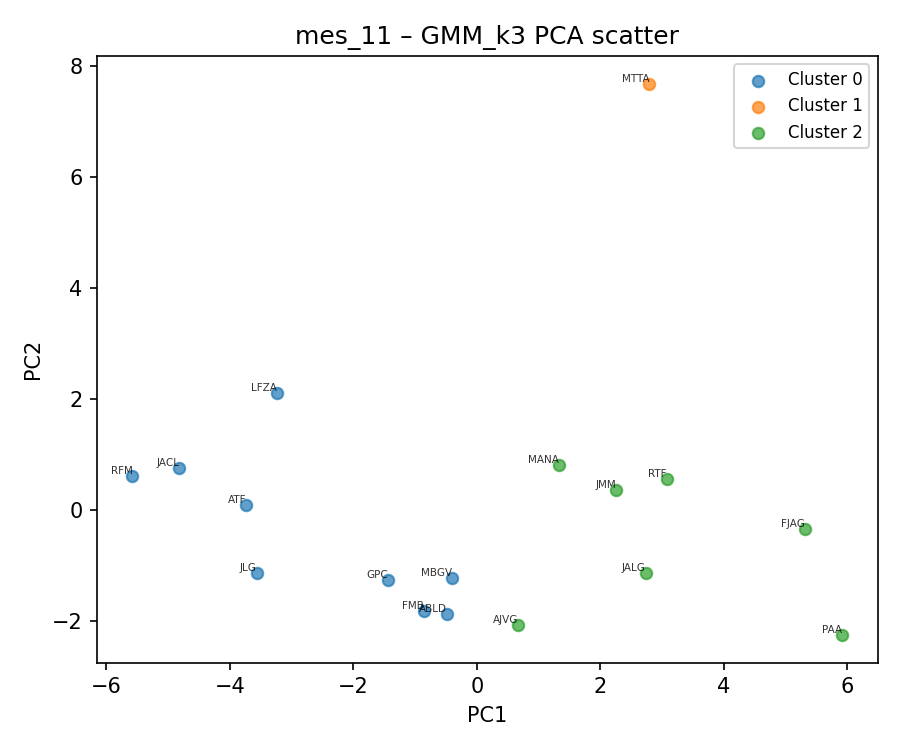 mes_11 – GMM_k3 PCA scatter
8
6
4
2
0
−2
PC2
−6
−4
−2
0
2
4
6
PC1
Cluster 0
Cluster 1
Cluster 2
MTTA
LFZA
RFM
JACL
ATF
JLG
GPC
MBGV
ABLD
AJVG
MANA
JMM
RTF
JALG
FJAG
PAA